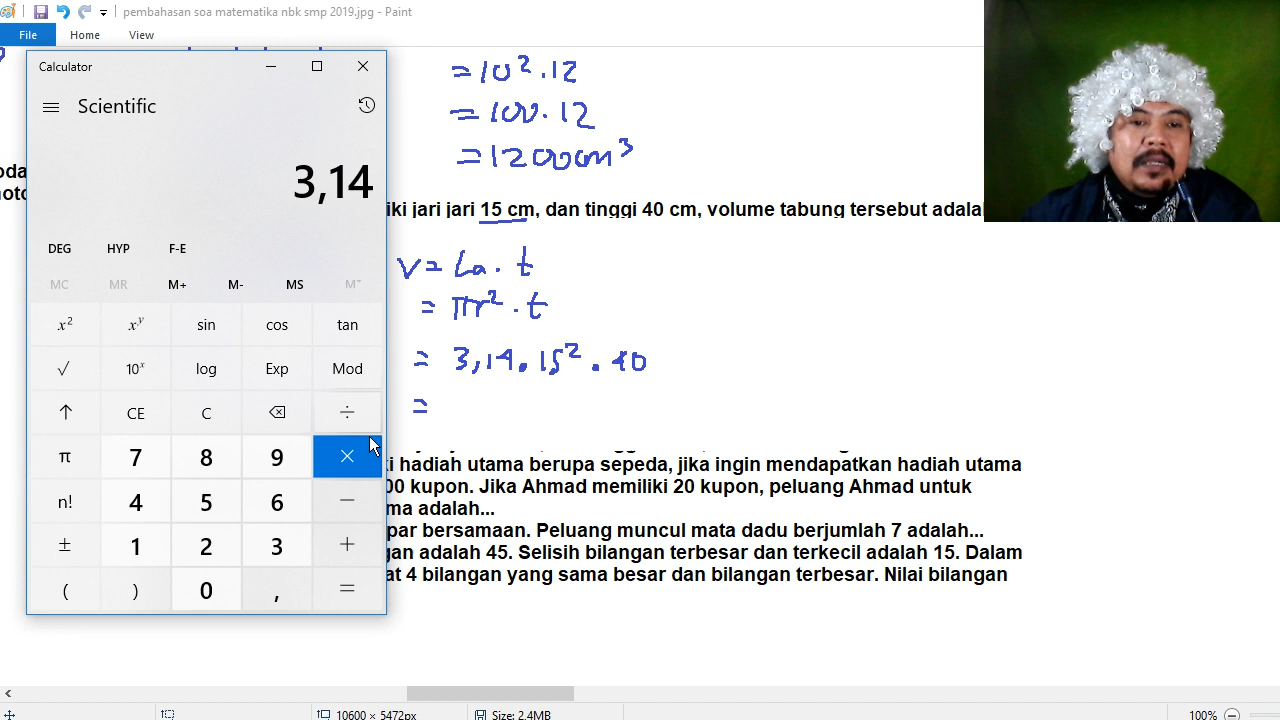 pembahasan soa matematika nbk smp 2019.jpg - Paint
File Home View
Calculator
Scientific
3,14
DEG HYP F-E
MC MR M+ M- MS M˅
x² xʸ sin cos tan
√ 10ˣ log Exp Mod
↑ CE C ⌫ ÷
π 7 8 9 ×
n! 4 5 6 −
± 1 2 3 +
( ) 0 , =
= 10² . 12
= 100 . 12
= 1200 cm³
iki jari jari 15 cm, dan tinggi 40 cm, volume tabung tersebut adalah
V = La . t
= πr² . t
= 3,14 . 15² . 40
=
ki hadiah utama berupa sepeda, jika ingin mendapatkan hadiah utama
00 kupon. Jika Ahmad memiliki 20 kupon, peluang Ahmad untuk
ma adalah...
par bersamaan. Peluang muncul mata dadu berjumlah 7 adalah...
gan adalah 45. Selisih bilangan terbesar dan terkecil adalah 15. Dalam
at 4 bilangan yang sama besar dan bilangan terbesar. Nilai bilangan
10600 × 5472px Size: 2.4MB 100%